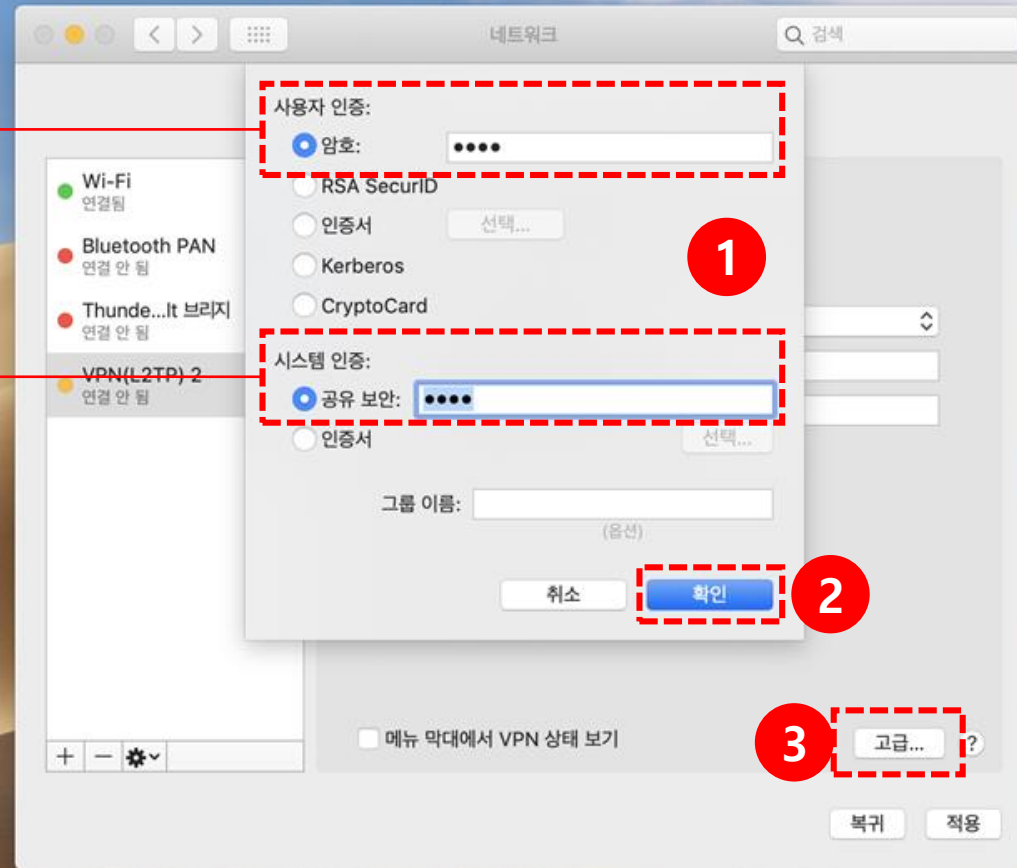 네트워크
검색
사용자 인증:
암호: ••••
RSA SecurID
인증서 선택...
Kerberos
CryptoCard
1
시스템 인증:
공유 보안: ••••
인증서 선택...
그룹 이름:
(옵션)
취소 확인
2
Wi-Fi
연결됨
Bluetooth PAN
연결 안 됨
Thunde...lt 브리지
연결 안 됨
VPN(L2TP) 2
연결 안 됨
메뉴 막대에서 VPN 상태 보기
3
고급... ?
복귀 적용